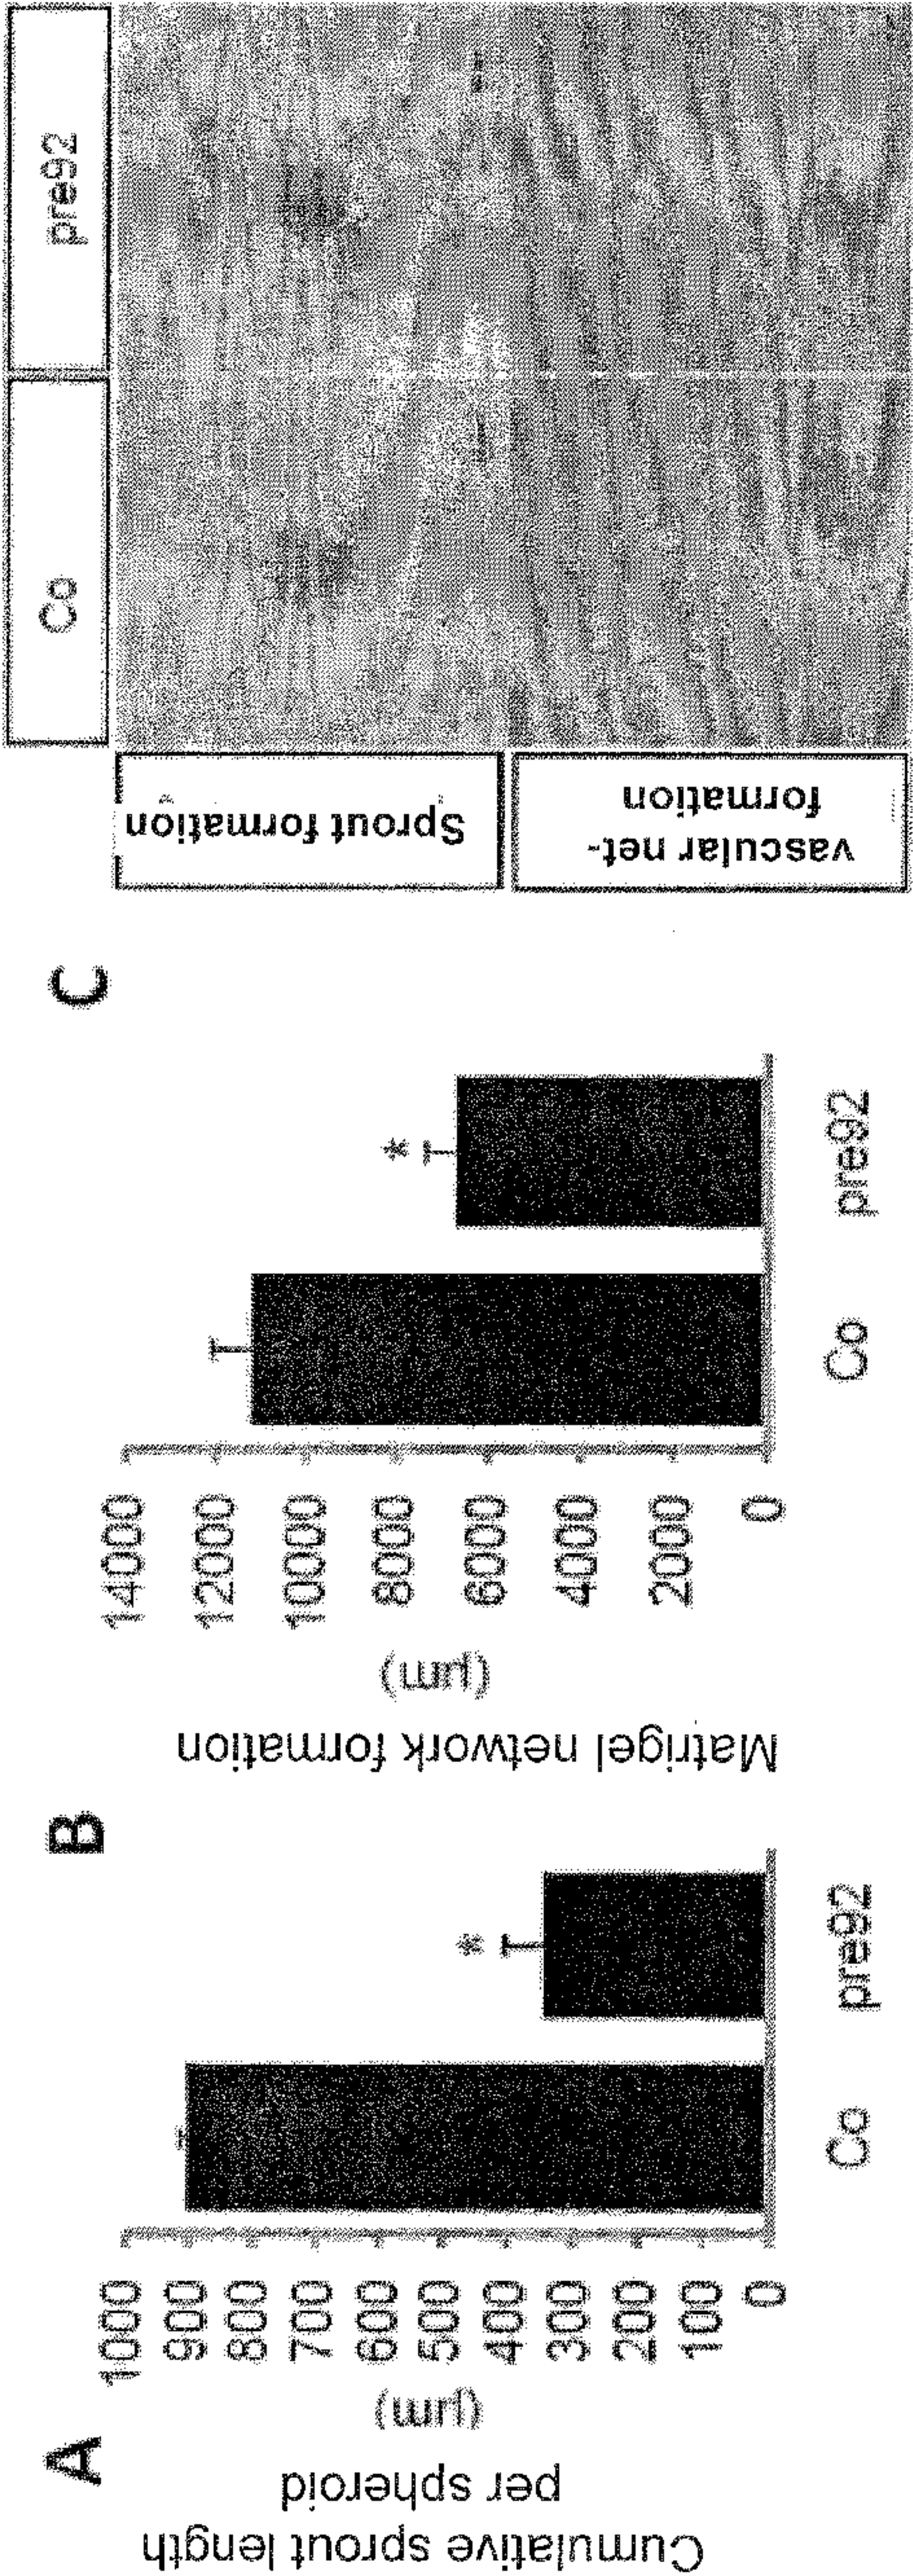 A
Cumulative sprout length
per spheroid
(µm)
1000
900
800
700
600
500
400
300
200
100
0
*
Co
pre92
B
Matrigel network formation
(µm)
14000
12000
10000
8000
6000
4000
2000
0
*
Co
pre92
C
Co
pre92
Sprout formation
vascular net-
formation